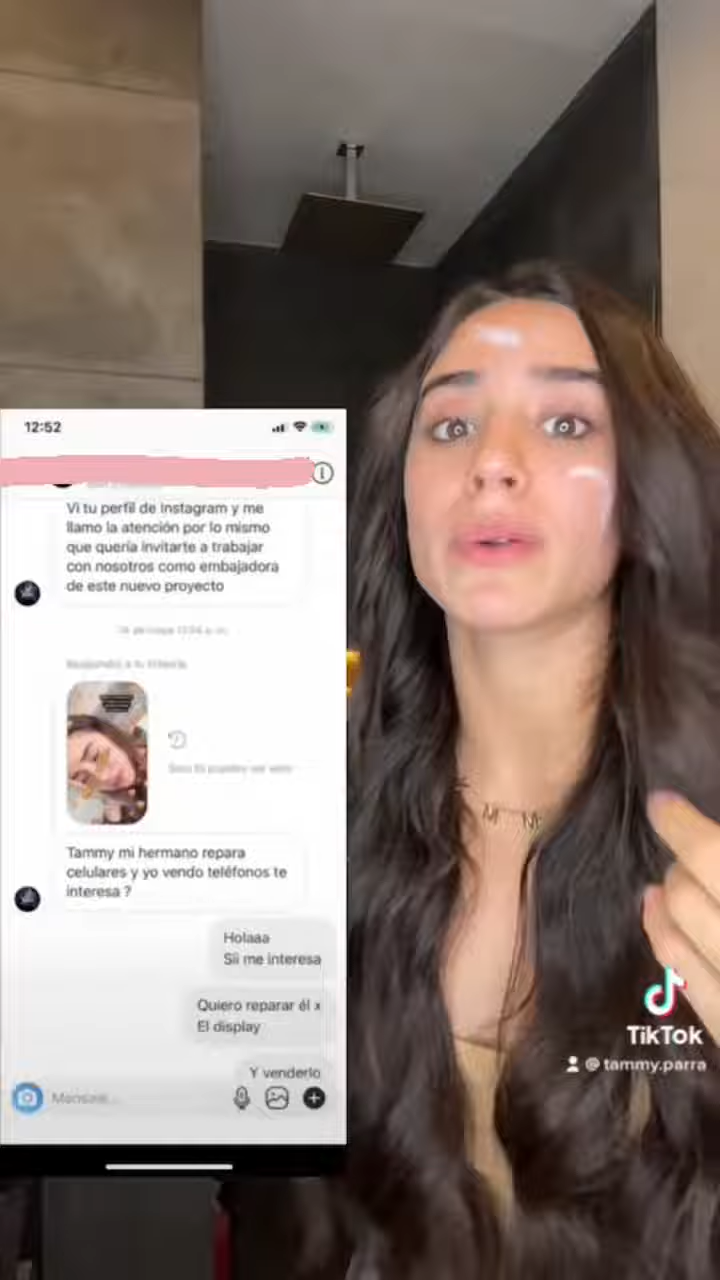 12:52
Vi tu perfil de Instagram y me
llamo la atención por lo mismo
que quería invitarte a trabajar
con nosotros como embajadora
de este nuevo proyecto
Tammy mi hermano repara
celulares y yo vendo teléfonos te
interesa ?
Holaaa
Sii me interesa
Quiero reparar él x
El display
Y venderlo
M M
TikTok
@ tammy.parra